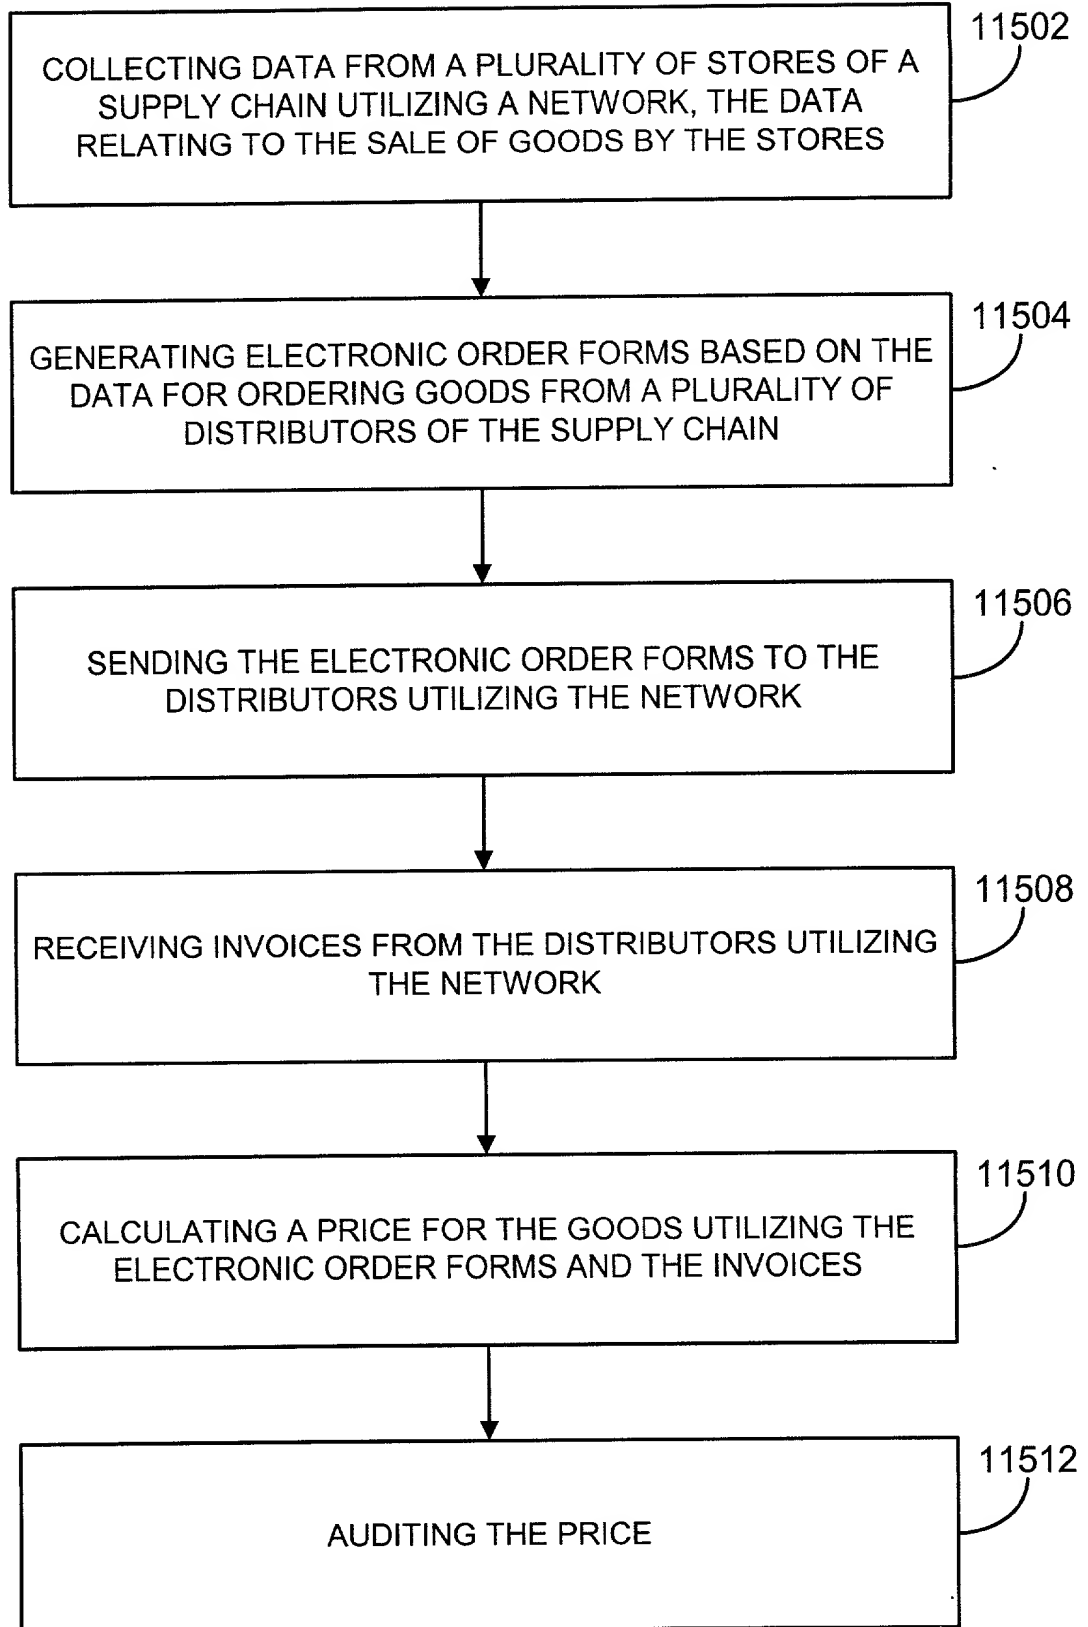 11502
COLLECTING DATA FROM A PLURALITY OF STORES OF A
SUPPLY CHAIN UTILIZING A NETWORK, THE DATA
RELATING TO THE SALE OF GOODS BY THE STORES
11504
GENERATING ELECTRONIC ORDER FORMS BASED ON THE
DATA FOR ORDERING GOODS FROM A PLURALITY OF
DISTRIBUTORS OF THE SUPPLY CHAIN
11506
SENDING THE ELECTRONIC ORDER FORMS TO THE
DISTRIBUTORS UTILIZING THE NETWORK
11508
RECEIVING INVOICES FROM THE DISTRIBUTORS UTILIZING
THE NETWORK
11510
CALCULATING A PRICE FOR THE GOODS UTILIZING THE
ELECTRONIC ORDER FORMS AND THE INVOICES
11512
AUDITING THE PRICE